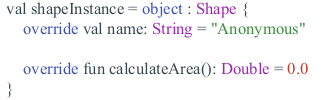 val shapeInstance = object : Shape {
    override val name: String = "Anonymous"

    override fun calculateArea(): Double = 0.0
}